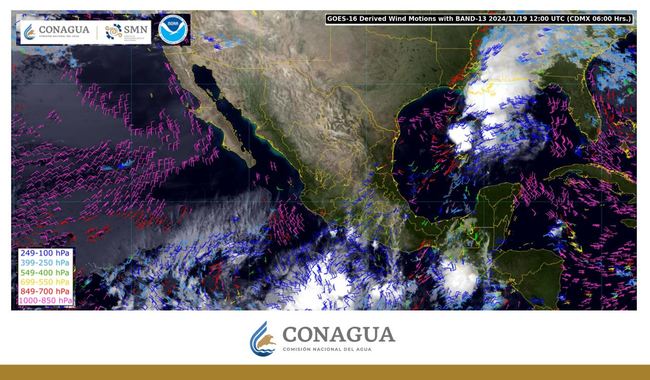 CONAGUA
COMISIÓN NACIONAL DEL AGUA
SMN
NOAA
GOES-16 Derived Wind Motions with BAND-13 2024/11/19 12:00 UTC (CDMX 06:00 Hrs.)
249-100 hPa
399-250 hPa
549-400 hPa
699-550 hPa
849-700 hPa
1000-850 hPa
CONAGUA
COMISIÓN NACIONAL DEL AGUA